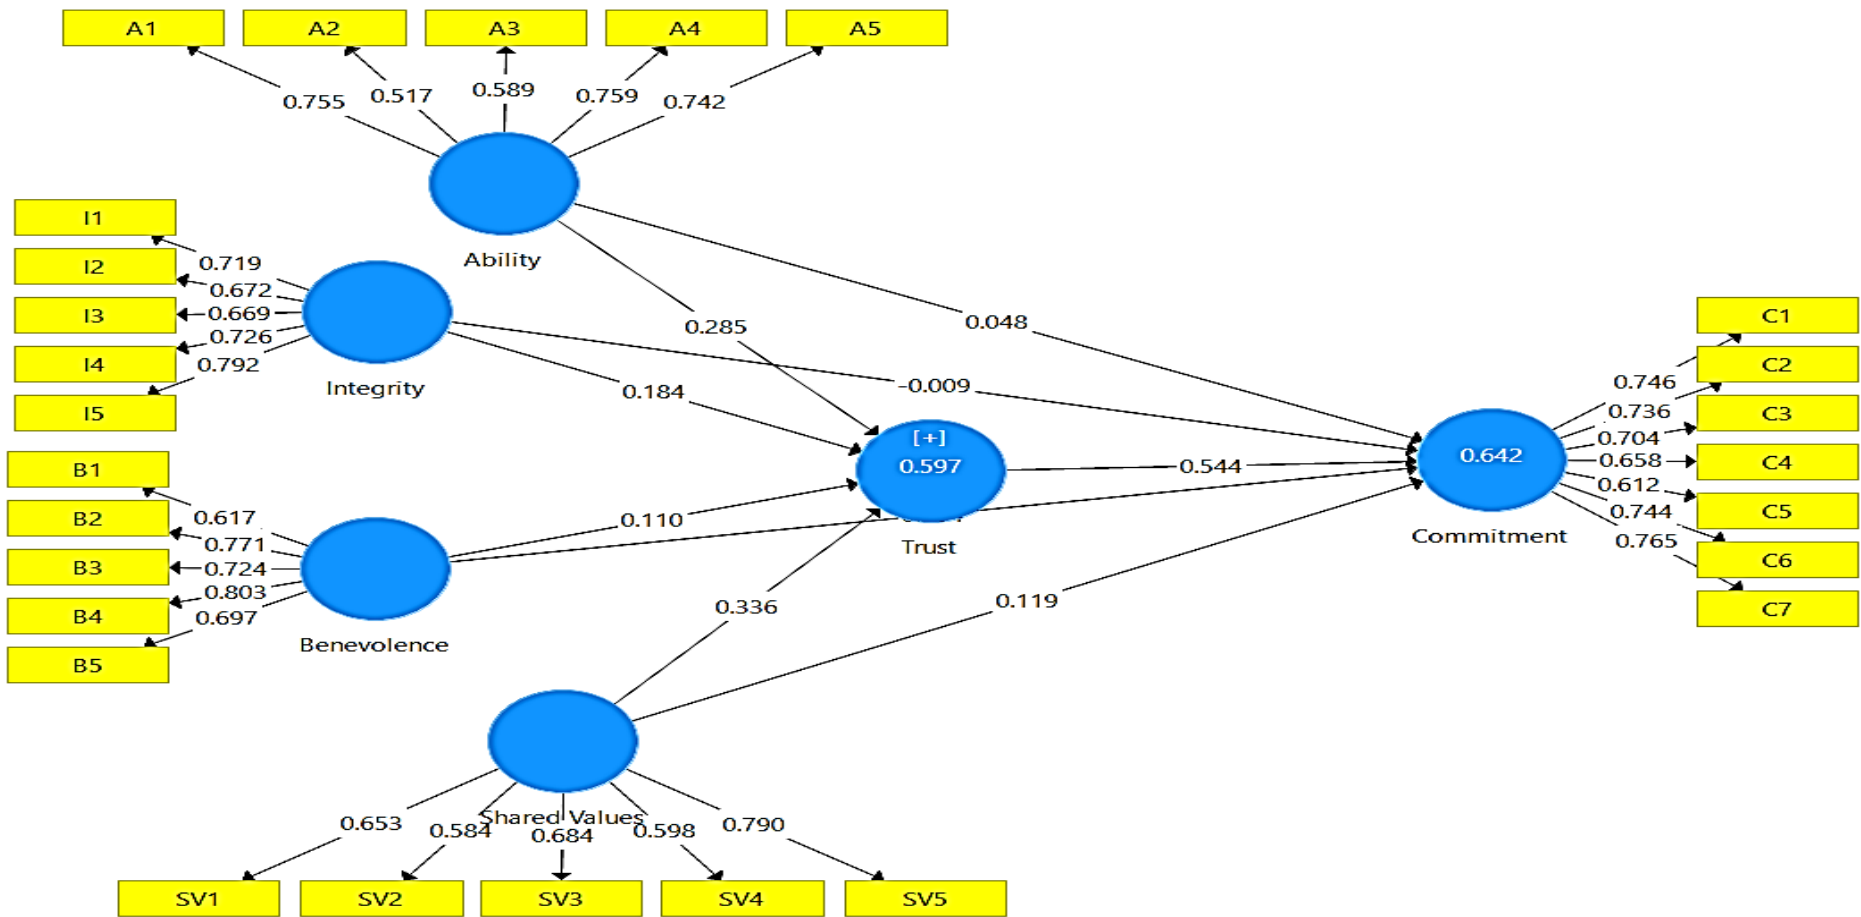 A1 A2 A3 A4 A5
0.755 0.517 0.589 0.759 0.742
Ability
I1
I2
I3
I4
I5
0.719
0.672
0.669
0.726
0.792
Integrity
B1
B2
B3
B4
B5
0.617
0.771
0.724
0.803
0.697
Benevolence
0.285
0.048
0.184
-0.009
0.110
0.544
0.336
0.119
[+]
0.597
Trust
0.642
Commitment
0.746
0.736
0.704
0.658
0.612
0.744
0.765
C1
C2
C3
C4
C5
C6
C7
Shared Values
0.653 0.584 0.684 0.598 0.790
SV1 SV2 SV3 SV4 SV5